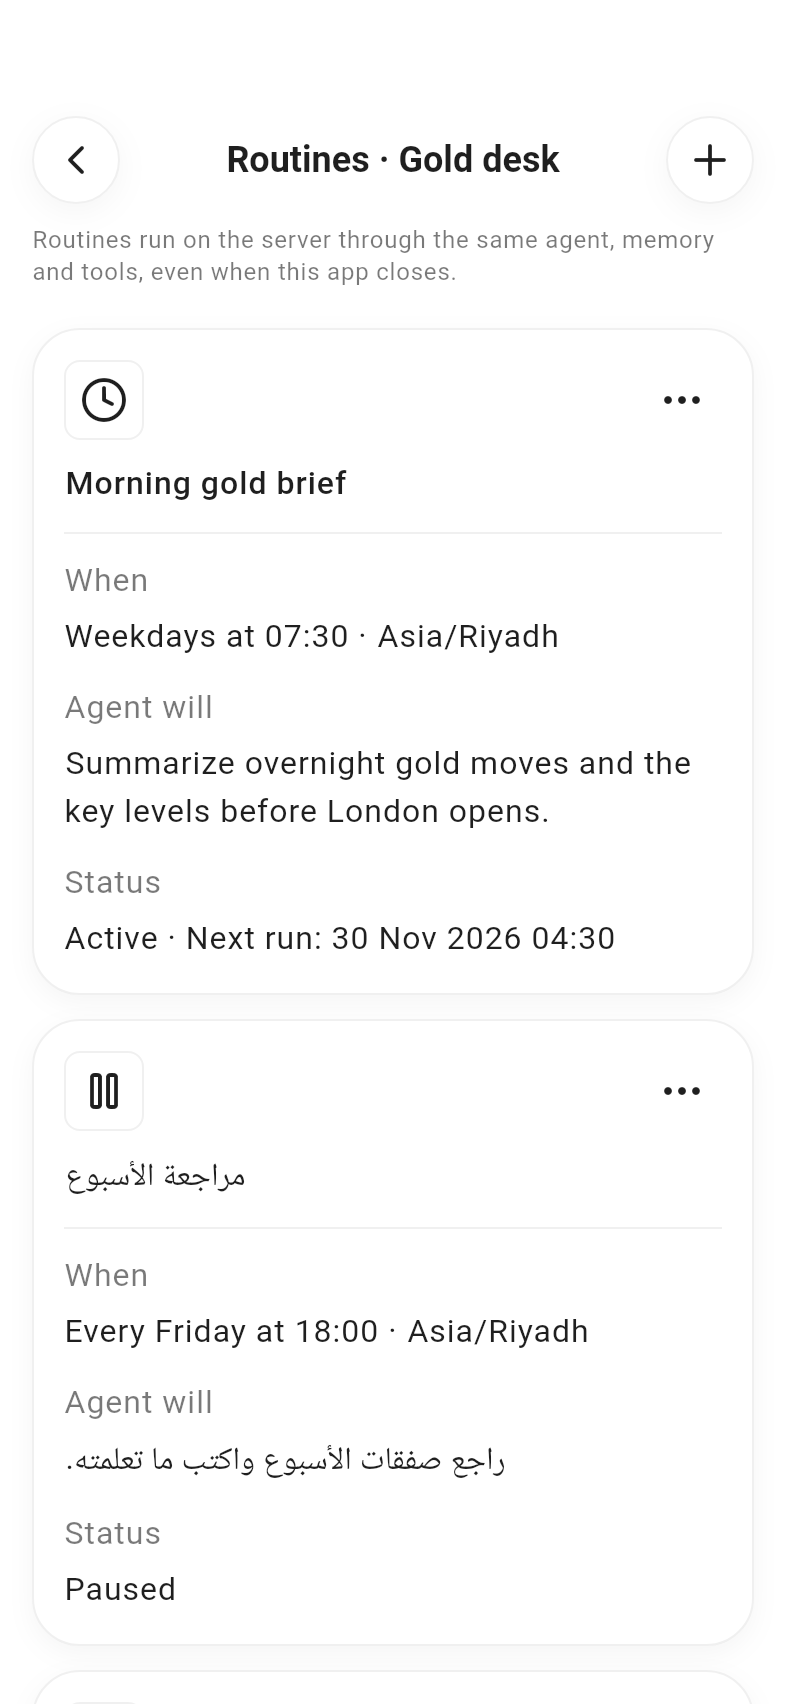 Routines · Gold desk
Routines run on the server through the same agent, memory
and tools, even when this app closes.
Morning gold brief
When
Weekdays at 07:30 · Asia/Riyadh
Agent will
Summarize overnight gold moves and the
key levels before London opens.
Status
Active · Next run: 30 Nov 2026 04:30
مراجعة الأسبوع
When
Every Friday at 18:00 · Asia/Riyadh
Agent will
راجع صفقات الأسبوع واكتب ما تعلمته.
Status
Paused